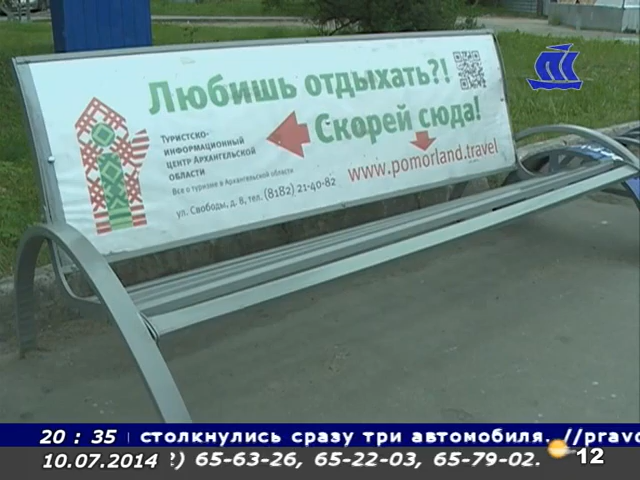 Любишь отдыхать?!
Скорей сюда!
Туристско-
информационный
центр Архангельской
области
Все о туризме в Архангельской области
ул. Свободы, д. 8, тел. (8182) 21-40-82
www.pomorland.travel
20 : 35
столкнулись сразу три автомобиля. //pravo
10.07.2014
2) 65-63-26, 65-22-03, 65-79-02.
12